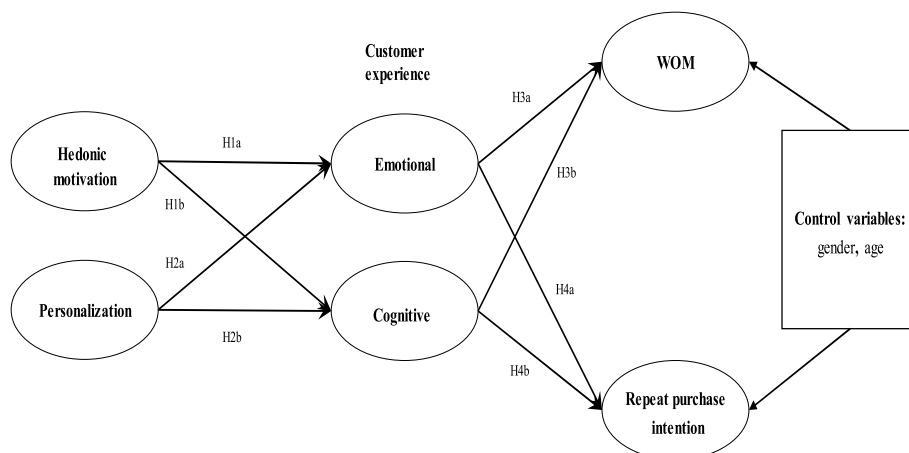 Customer
experience
WOM
H3a
Hedonic
motivation
H1a
Emotional
H1b
H3b
Control variables:
gender, age
H2a
Personalization
Cognitive
H4a
H2b
H4b
Repeat purchase
intention